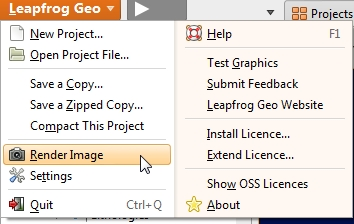 Leapfrog Geo
Projects
New Project...
Open Project File...
Save a Copy...
Save a Zipped Copy...
Compact This Project
Render Image
Settings
Quit Ctrl+Q
Help F1
Test Graphics
Submit Feedback
Leapfrog Geo Website
Install Licence...
Extend Licence...
Show OSS Licences
About